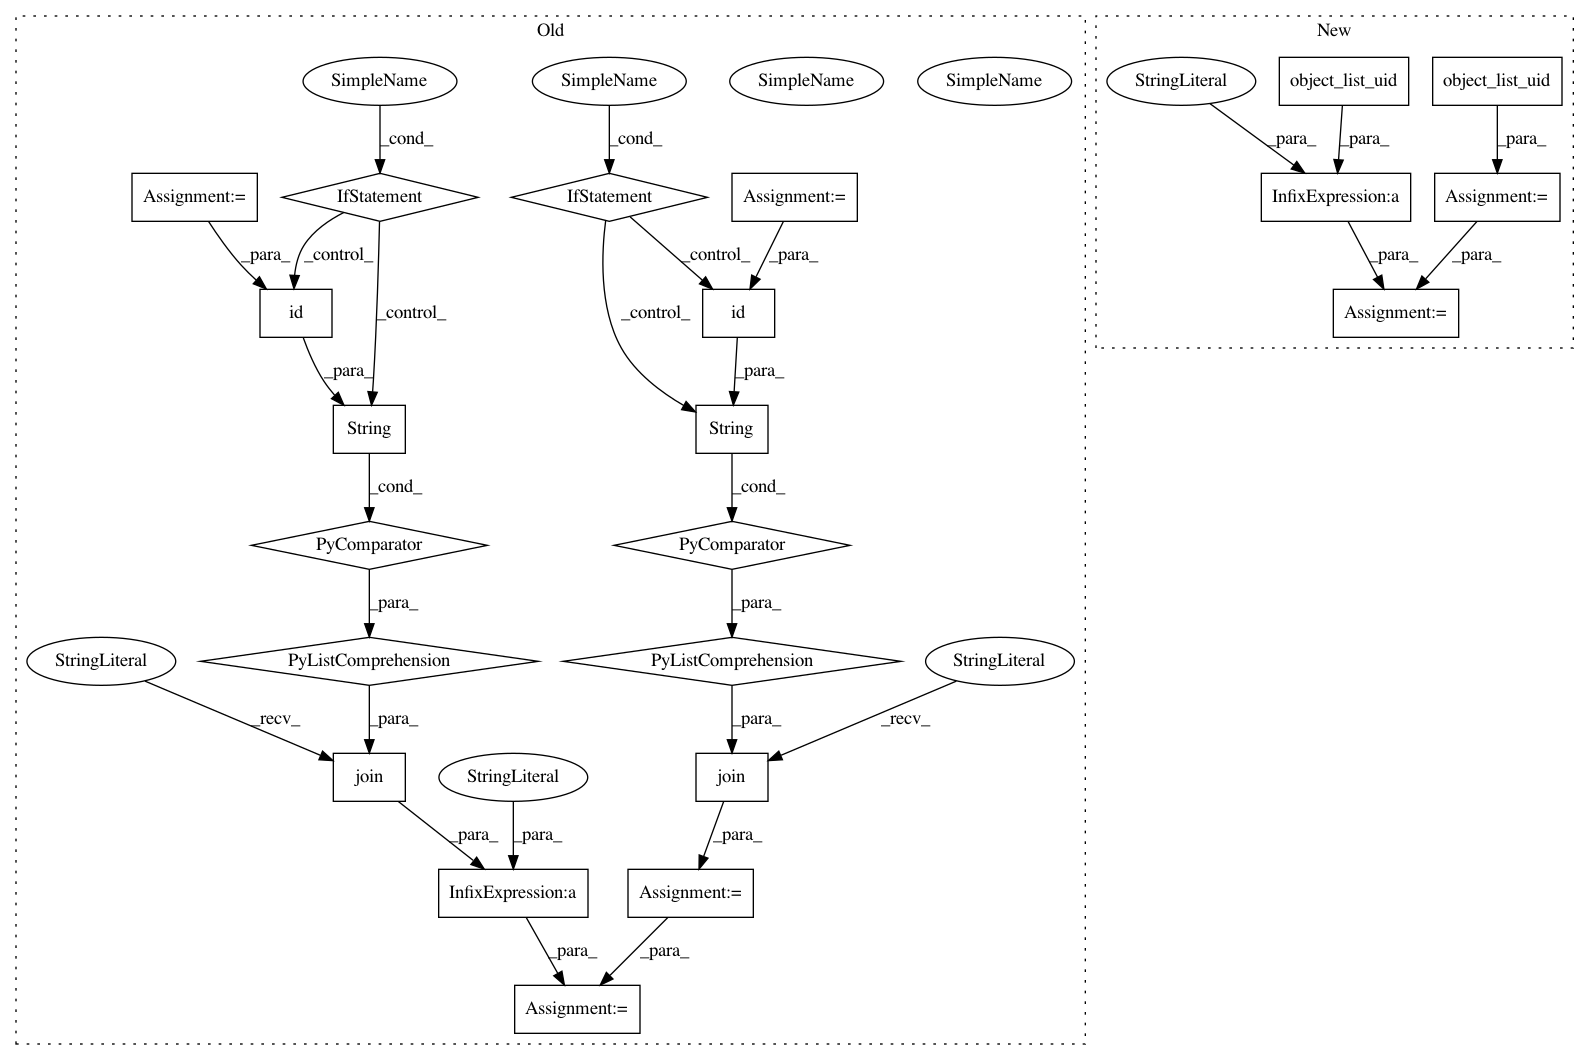 Old
New
SimpleName
SimpleName
SimpleName
SimpleName
StringLiteral
object_list_uid
object_list_uid
_cond_
_cond_
_para_
_para_
_para_
Assignment:=
IfStatement
IfStatement
Assignment:=
InfixExpression:a
Assignment:=
_para_
_control_
_control_
_para_
_para_
_para_
id
_control_
_control_
id
Assignment:=
_para_
_para_
String
String
_cond_
_cond_
PyComparator
PyComparator
_para_
_para_
StringLiteral
PyListComprehension
PyListComprehension
StringLiteral
_recv_
_para_
_para_
_recv_
join
StringLiteral
join
_para_
_para_
_para_
InfixExpression:a
Assignment:=
_para_
_para_
Assignment:=